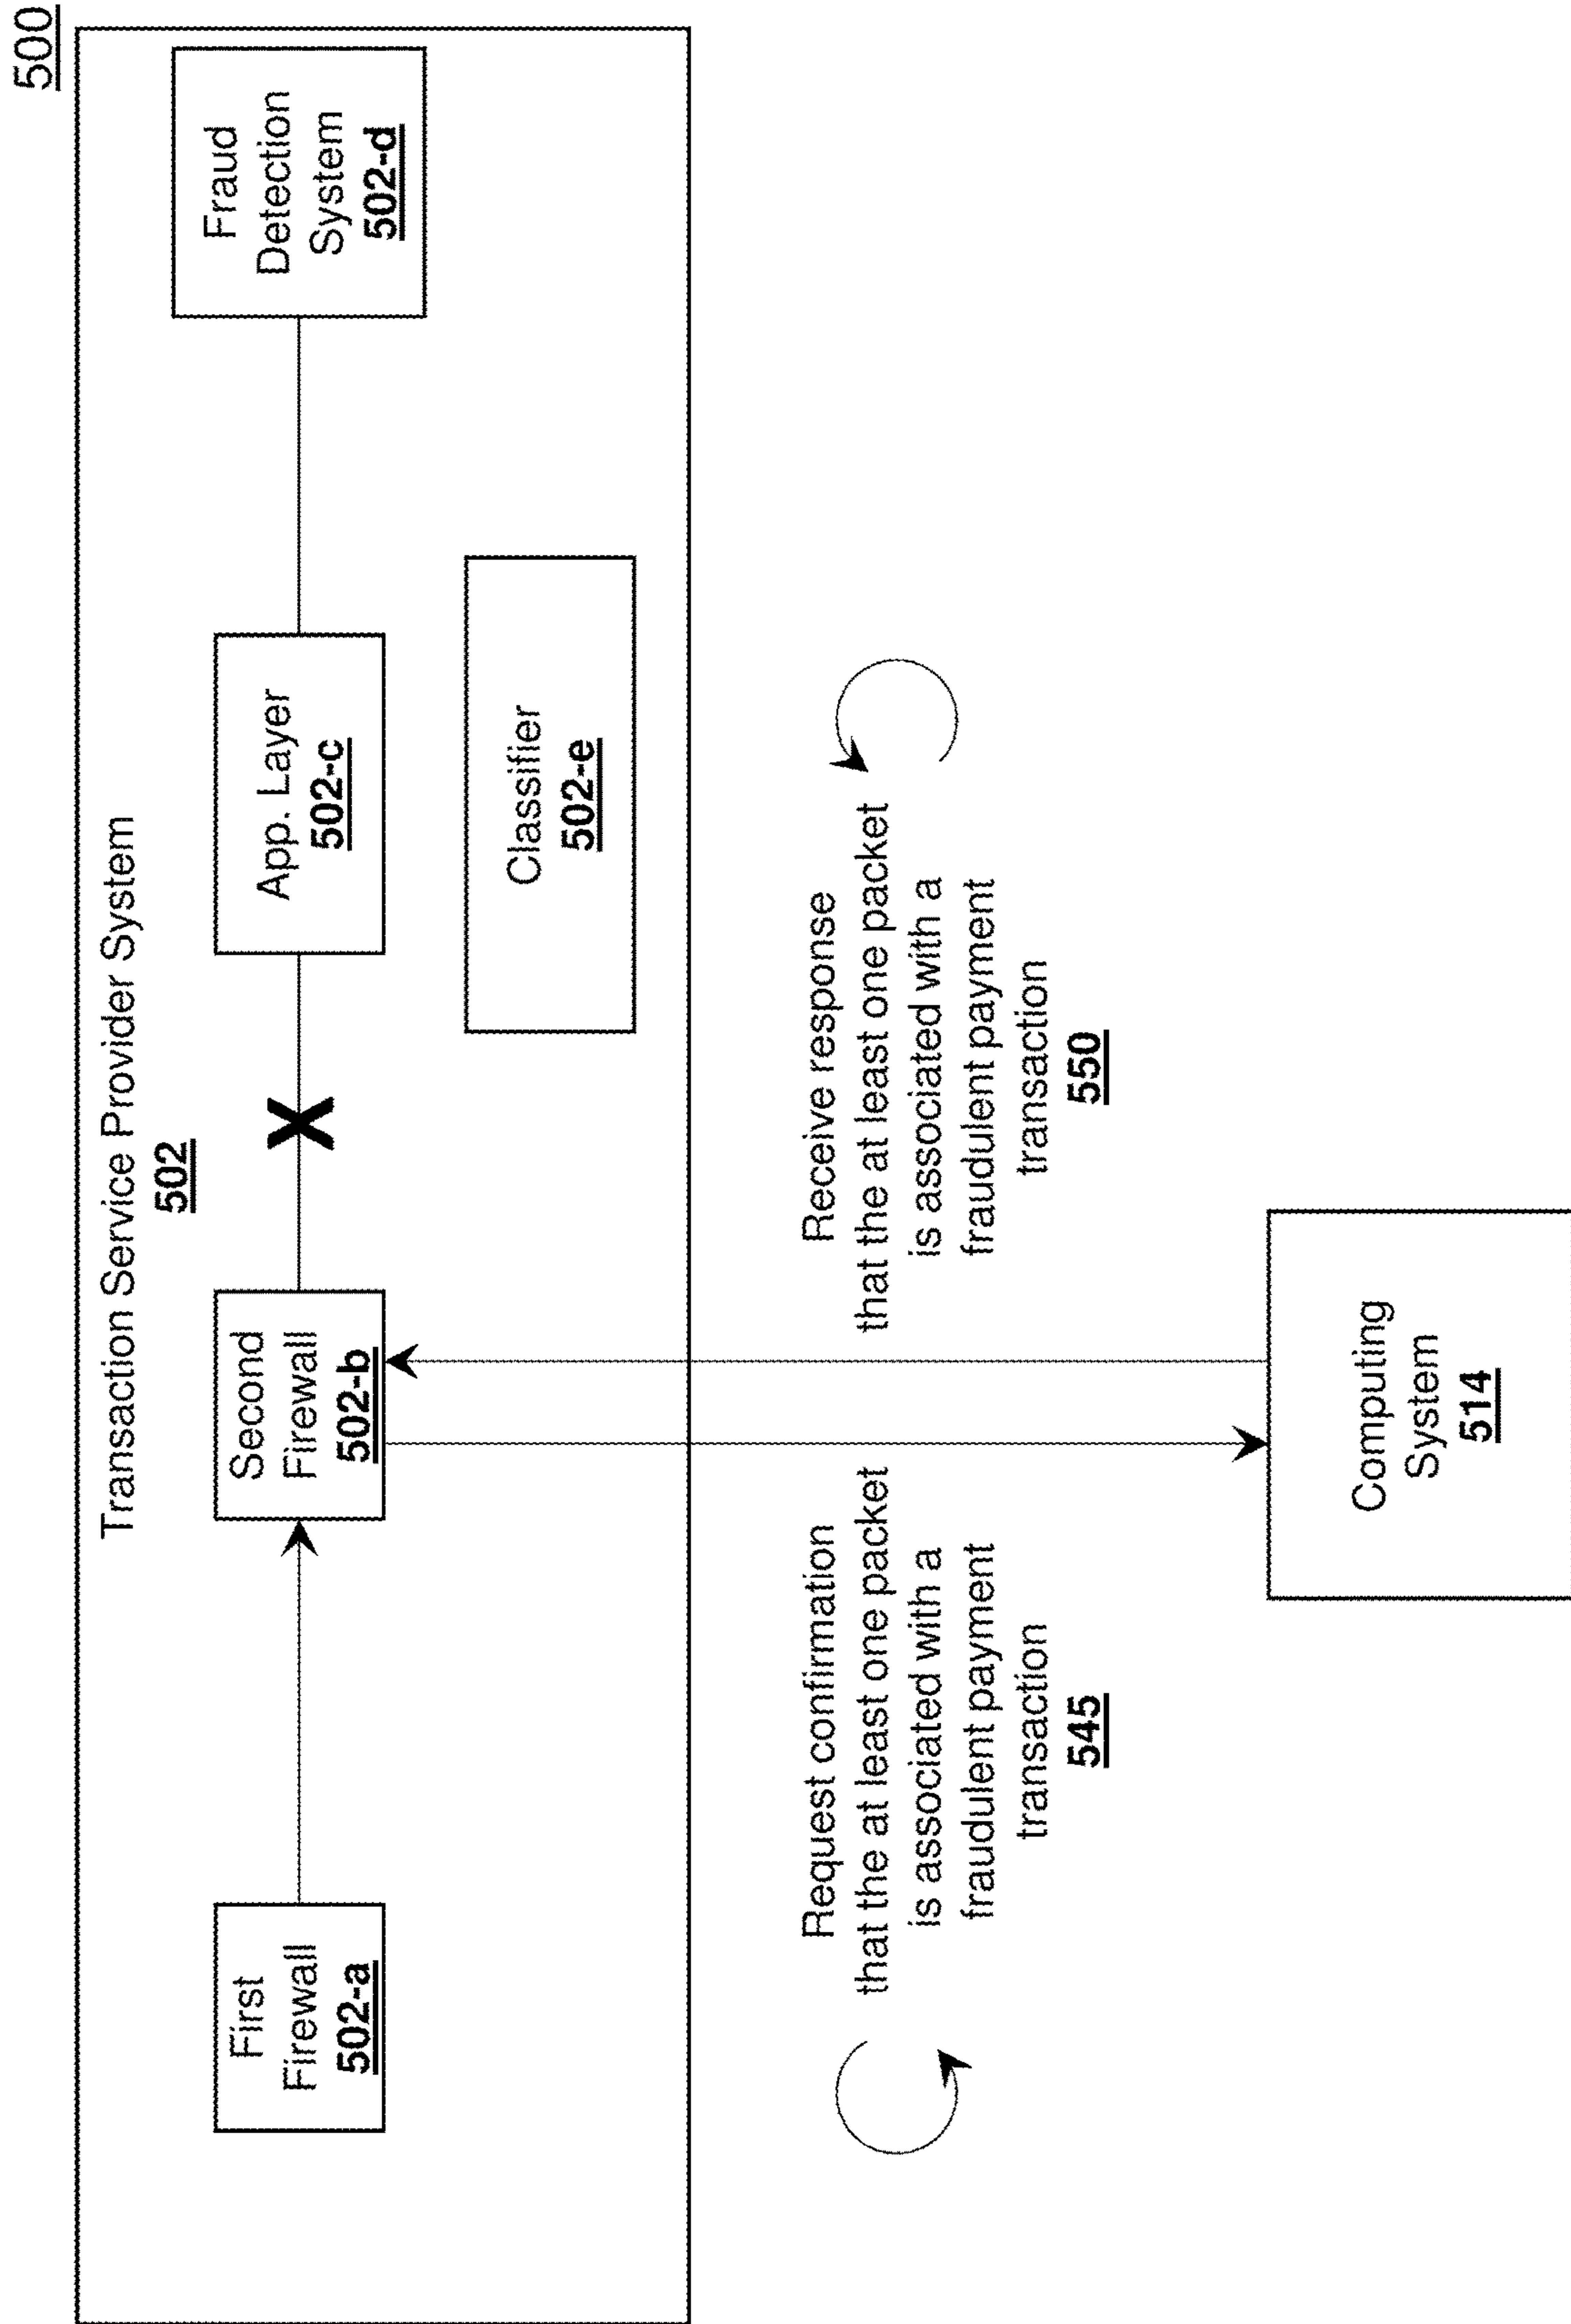 500
Transaction Service Provider System
502
First
Firewall
502-a
Second
Firewall
502-b
X
App. Layer
502-c
Fraud
Detection
System
502-d
Classifier
502-e
Request confirmation
that the at least one packet
is associated with a
fraudulent payment
transaction
545
Receive response
that the at least one packet
is associated with a
fraudulent payment
transaction
550
Computing
System
514